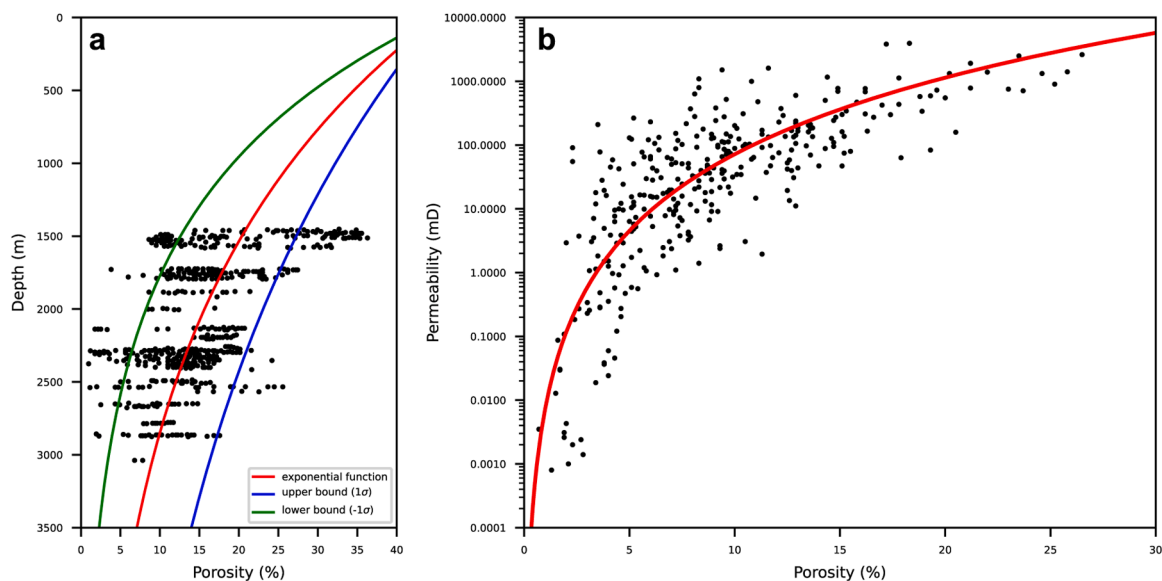 a
0
500
1000
1500
2000
2500
3000
3500
Depth (m)
0 5 10 15 20 25 30 35 40
Porosity (%)
exponential function
upper bound (1σ)
lower bound (-1σ)
b
10000.0000
1000.0000
100.0000
10.0000
1.0000
0.1000
0.0100
0.0010
0.0001
Permeability (mD)
0 5 10 15 20 25 30
Porosity (%)